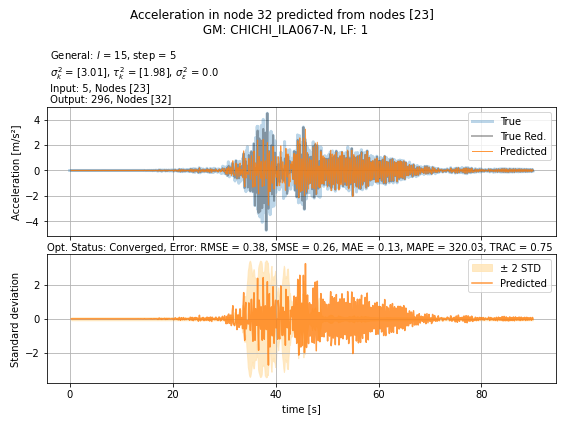 Acceleration in node 32 predicted from nodes [23]
GM: CHICHI_ILA067-N, LF: 1
General: l = 15, step = 5
σ²ₖ = [3.01], τ²ₖ = [1.98], σ²ε = 0.0
Input: 5, Nodes [23]
Output: 296, Nodes [32]
Acceleration [m/s²]
4
2
0
−2
−4
True
True Red.
Predicted
Opt. Status: Converged, Error: RMSE = 0.38, SMSE = 0.26, MAE = 0.13, MAPE = 320.03, TRAC = 0.75
Standard deviation
2
0
−2
± 2 STD
Predicted
0 20 40 60 80
time [s]